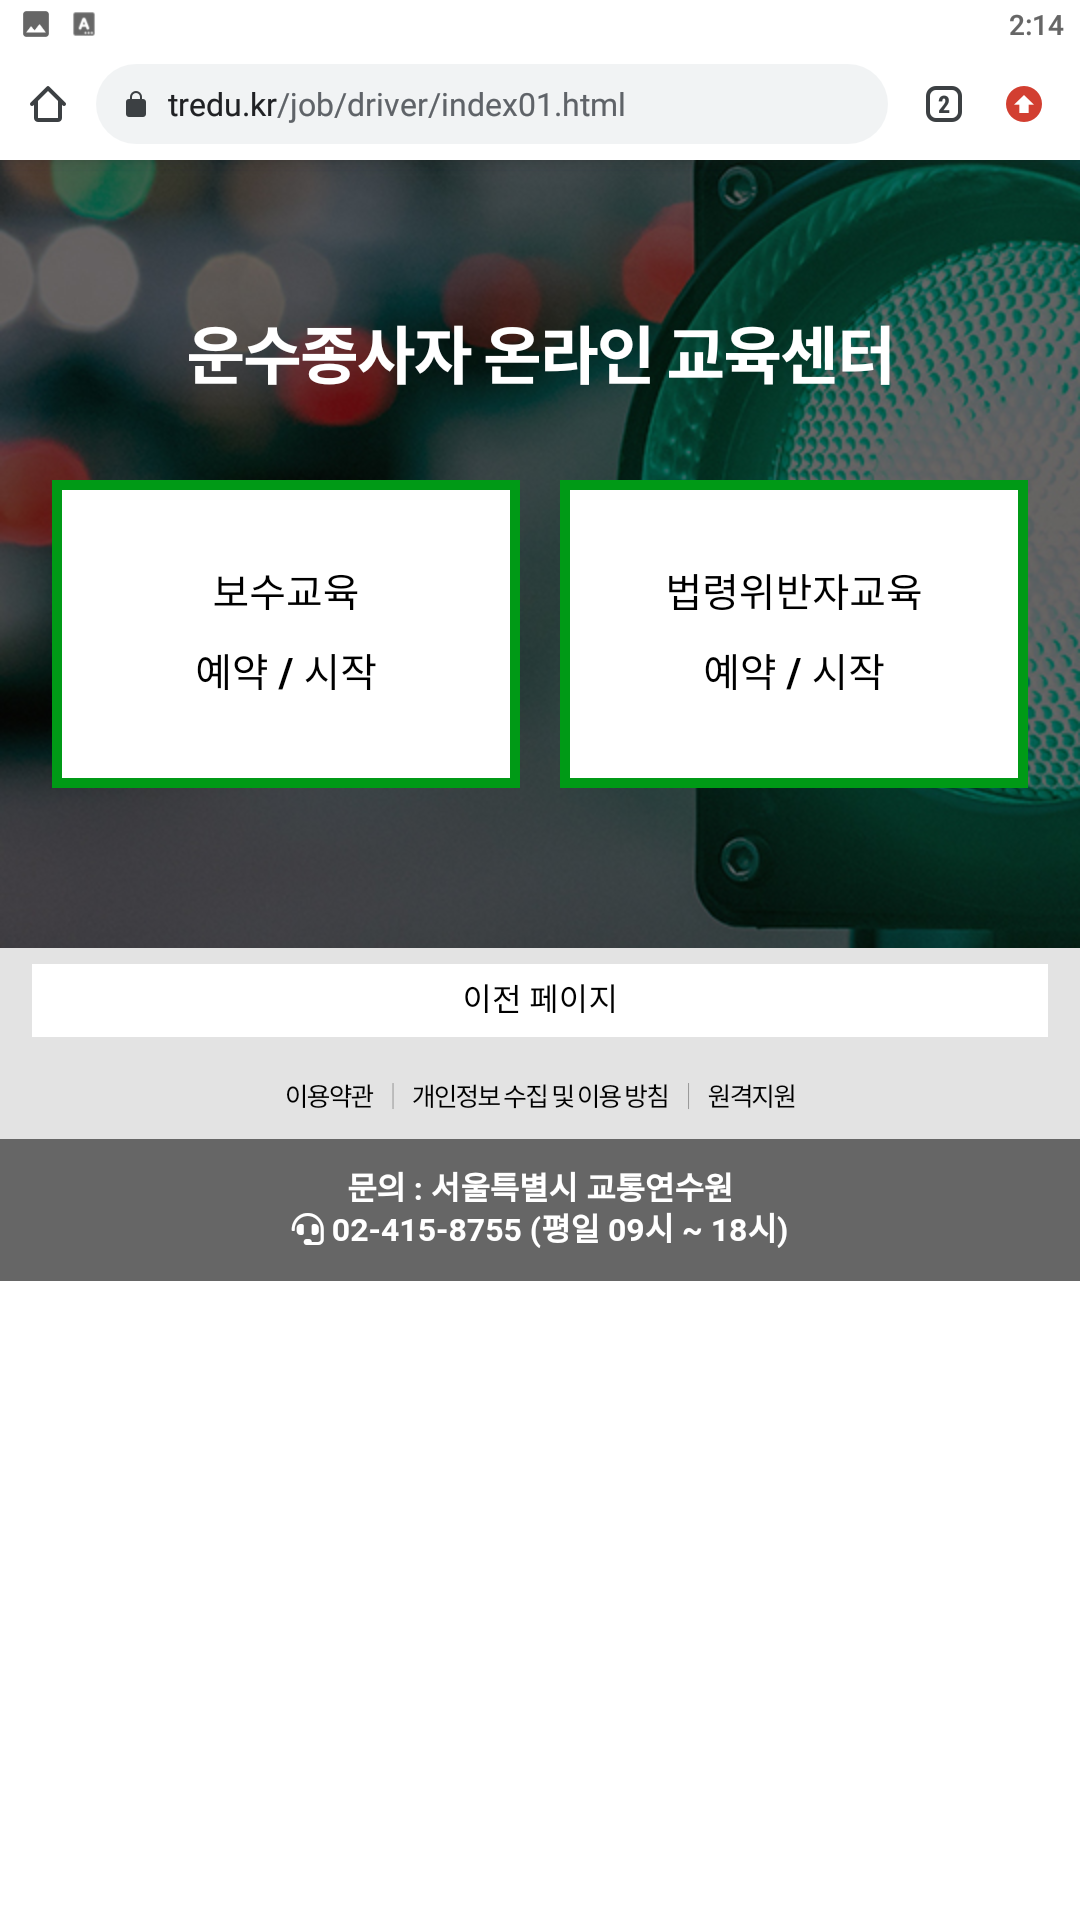 2:14
tredu.kr/job/driver/index01.html
2
운수종사자 온라인 교육센터
보수교육
예약 / 시작
법령위반자교육
예약 / 시작
이전 페이지
이용약관 | 개인정보 수집 및 이용 방침 | 원격지원
문의 : 서울특별시 교통연수원
02-415-8755 (평일 09시 ~ 18시)